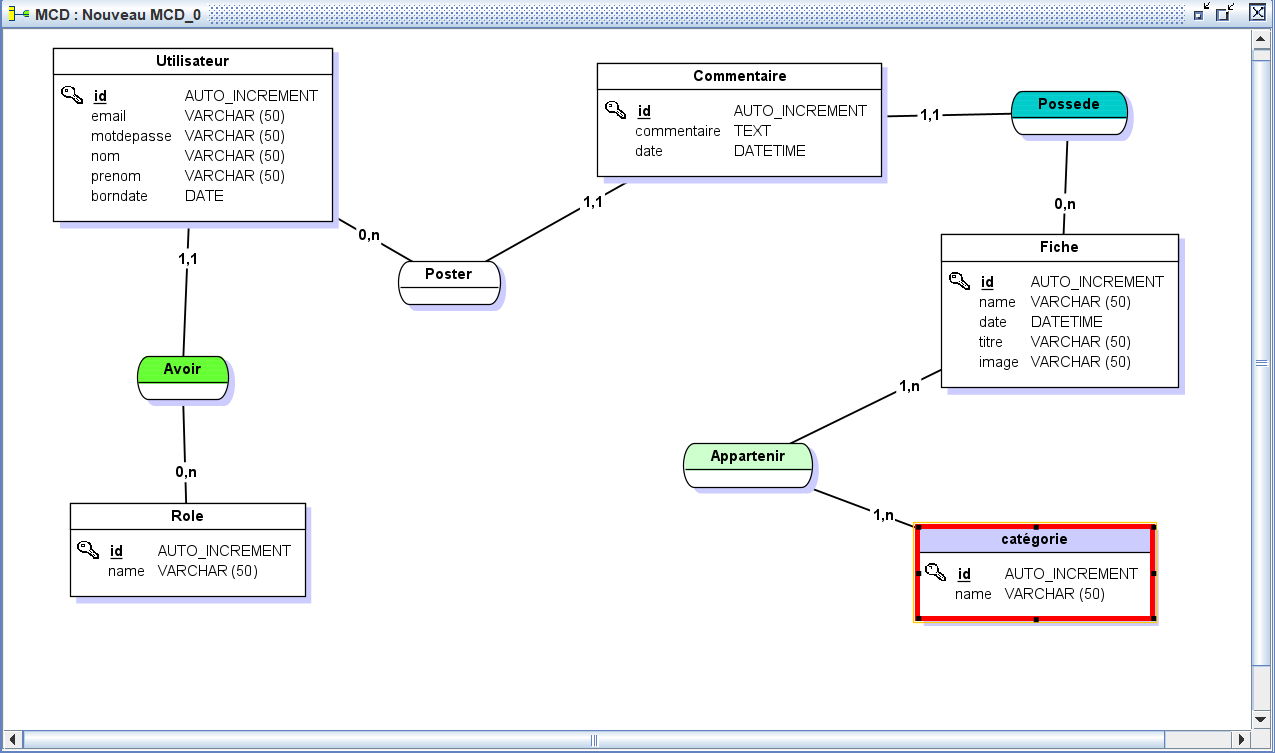 MCD : Nouveau MCD_0
Utilisateur
id AUTO_INCREMENT
email VARCHAR (50)
motdepasse VARCHAR (50)
nom VARCHAR (50)
prenom VARCHAR (50)
borndate DATE
Commentaire
id AUTO_INCREMENT
commentaire TEXT
date DATETIME
1,1
Possede
1,1
0,n
0,n
1,1
Poster
Fiche
id AUTO_INCREMENT
name VARCHAR (50)
date DATETIME
titre VARCHAR (50)
image VARCHAR (50)
Avoir
1,n
Appartenir
0,n
1,n
Role
id AUTO_INCREMENT
name VARCHAR (50)
catégorie
id AUTO_INCREMENT
name VARCHAR (50)